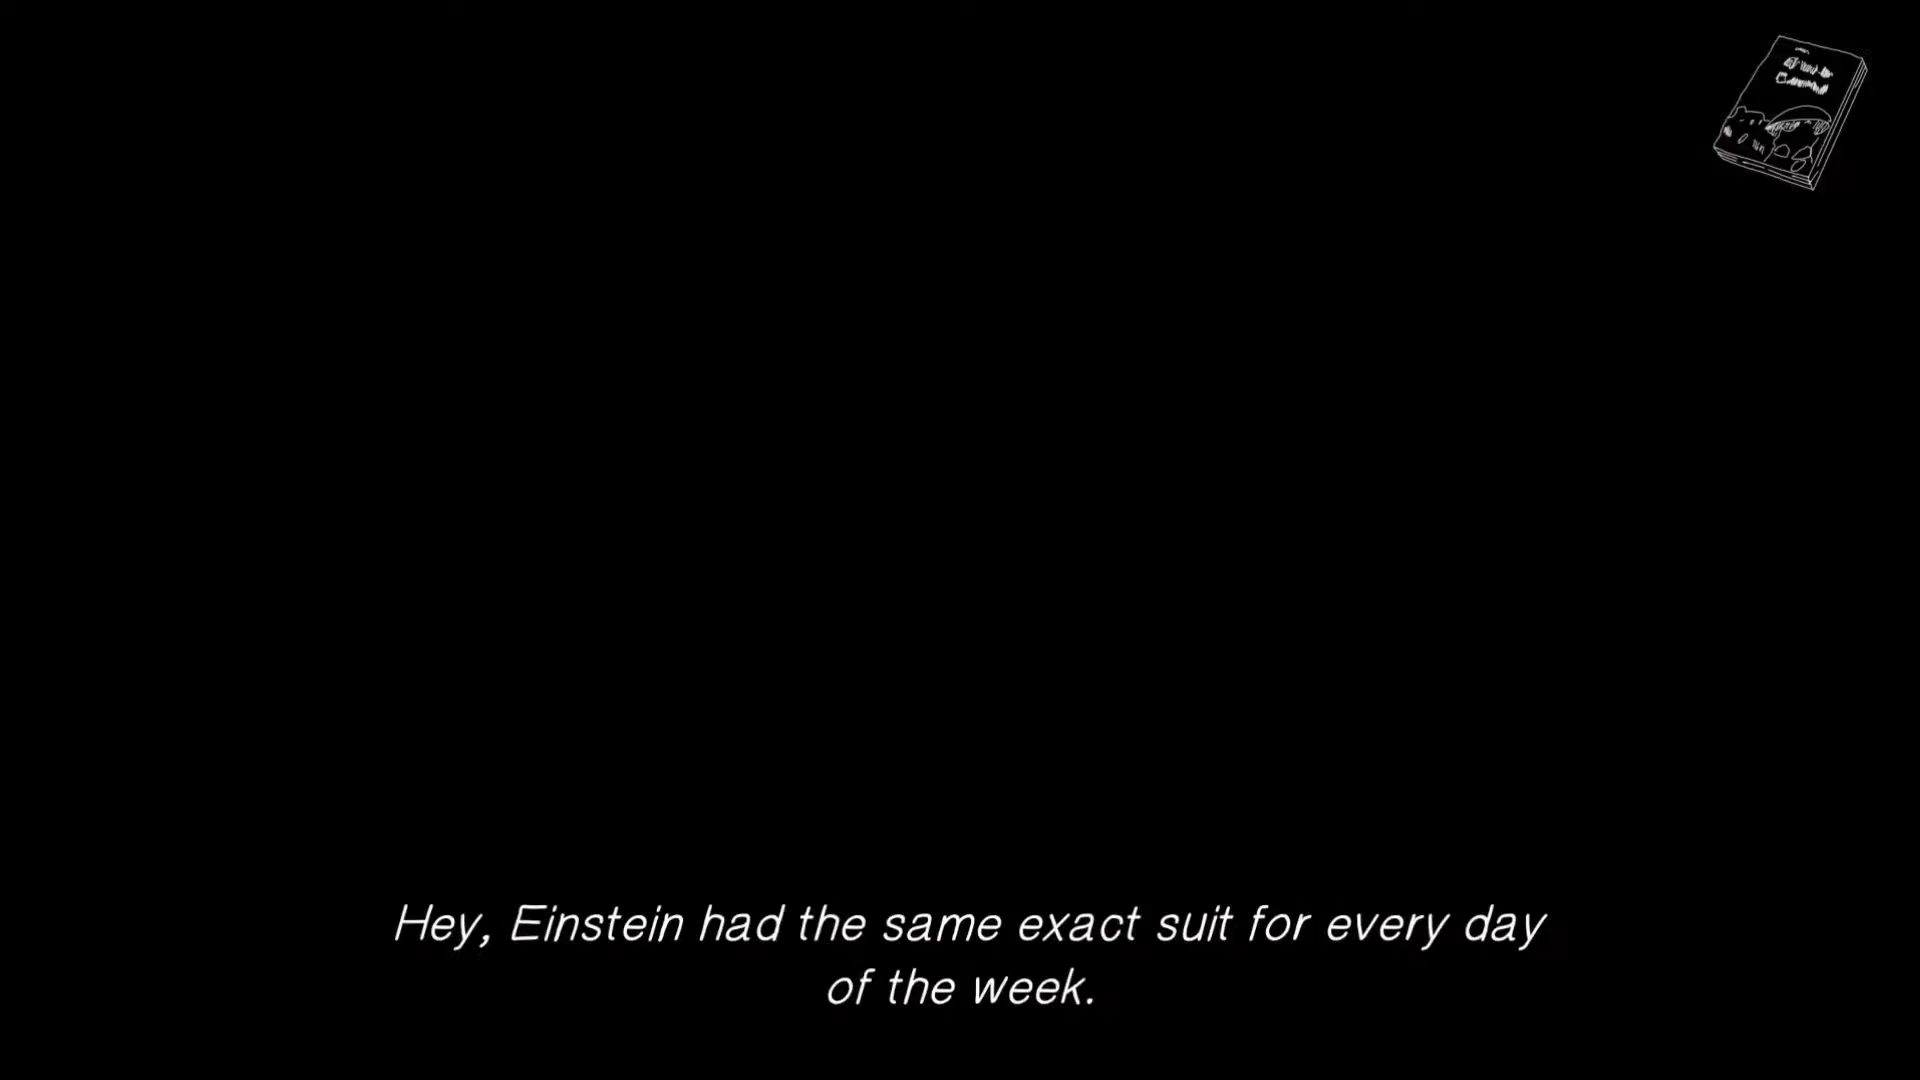 Hey, Einstein had the same exact suit for every day
of the week.